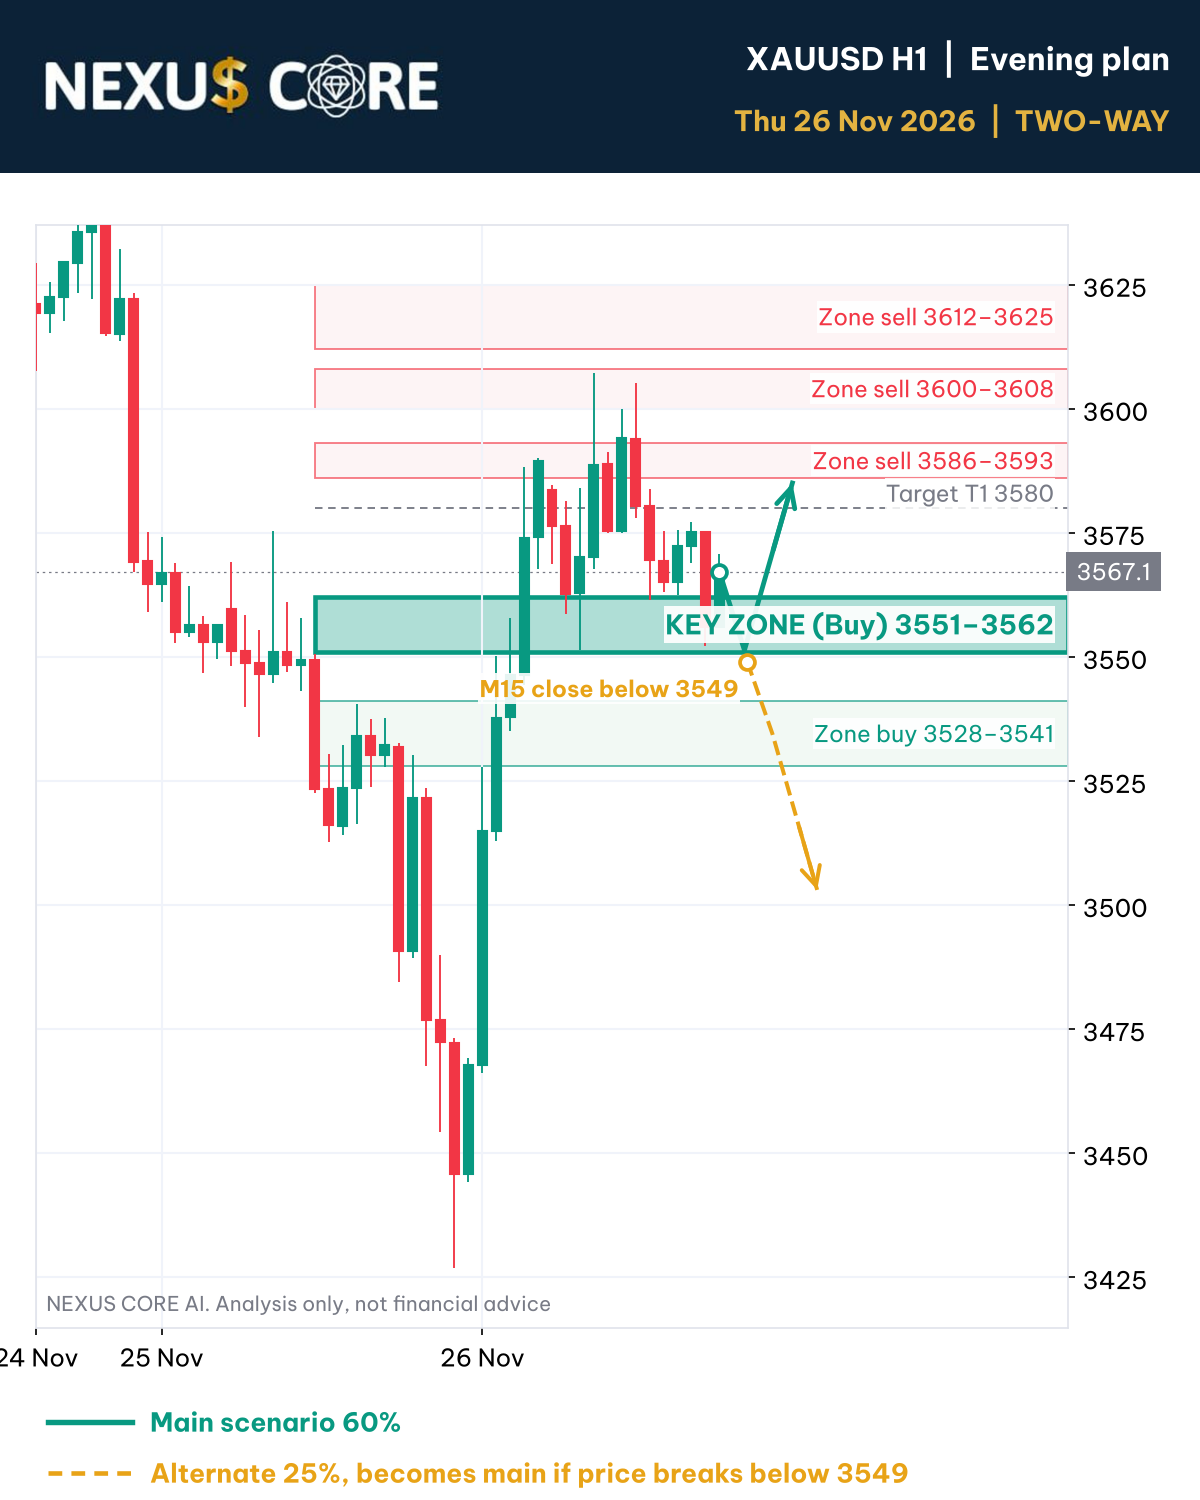 NEXU$ CORE
XAUUSD H1 | Evening plan
Thu 26 Nov 2026 | TWO-WAY
3625
Zone sell 3612–3625
Zone sell 3600–3608
3600
Zone sell 3586–3593
Target T1 3580
3575
3567.1
KEY ZONE (Buy) 3551–3562
3550
M15 close below 3549
Zone buy 3528–3541
3525
3500
3475
3450
3425
NEXUS CORE AI. Analysis only, not financial advice
24 Nov 25 Nov 26 Nov
Main scenario 60%
Alternate 25%, becomes main if price breaks below 3549